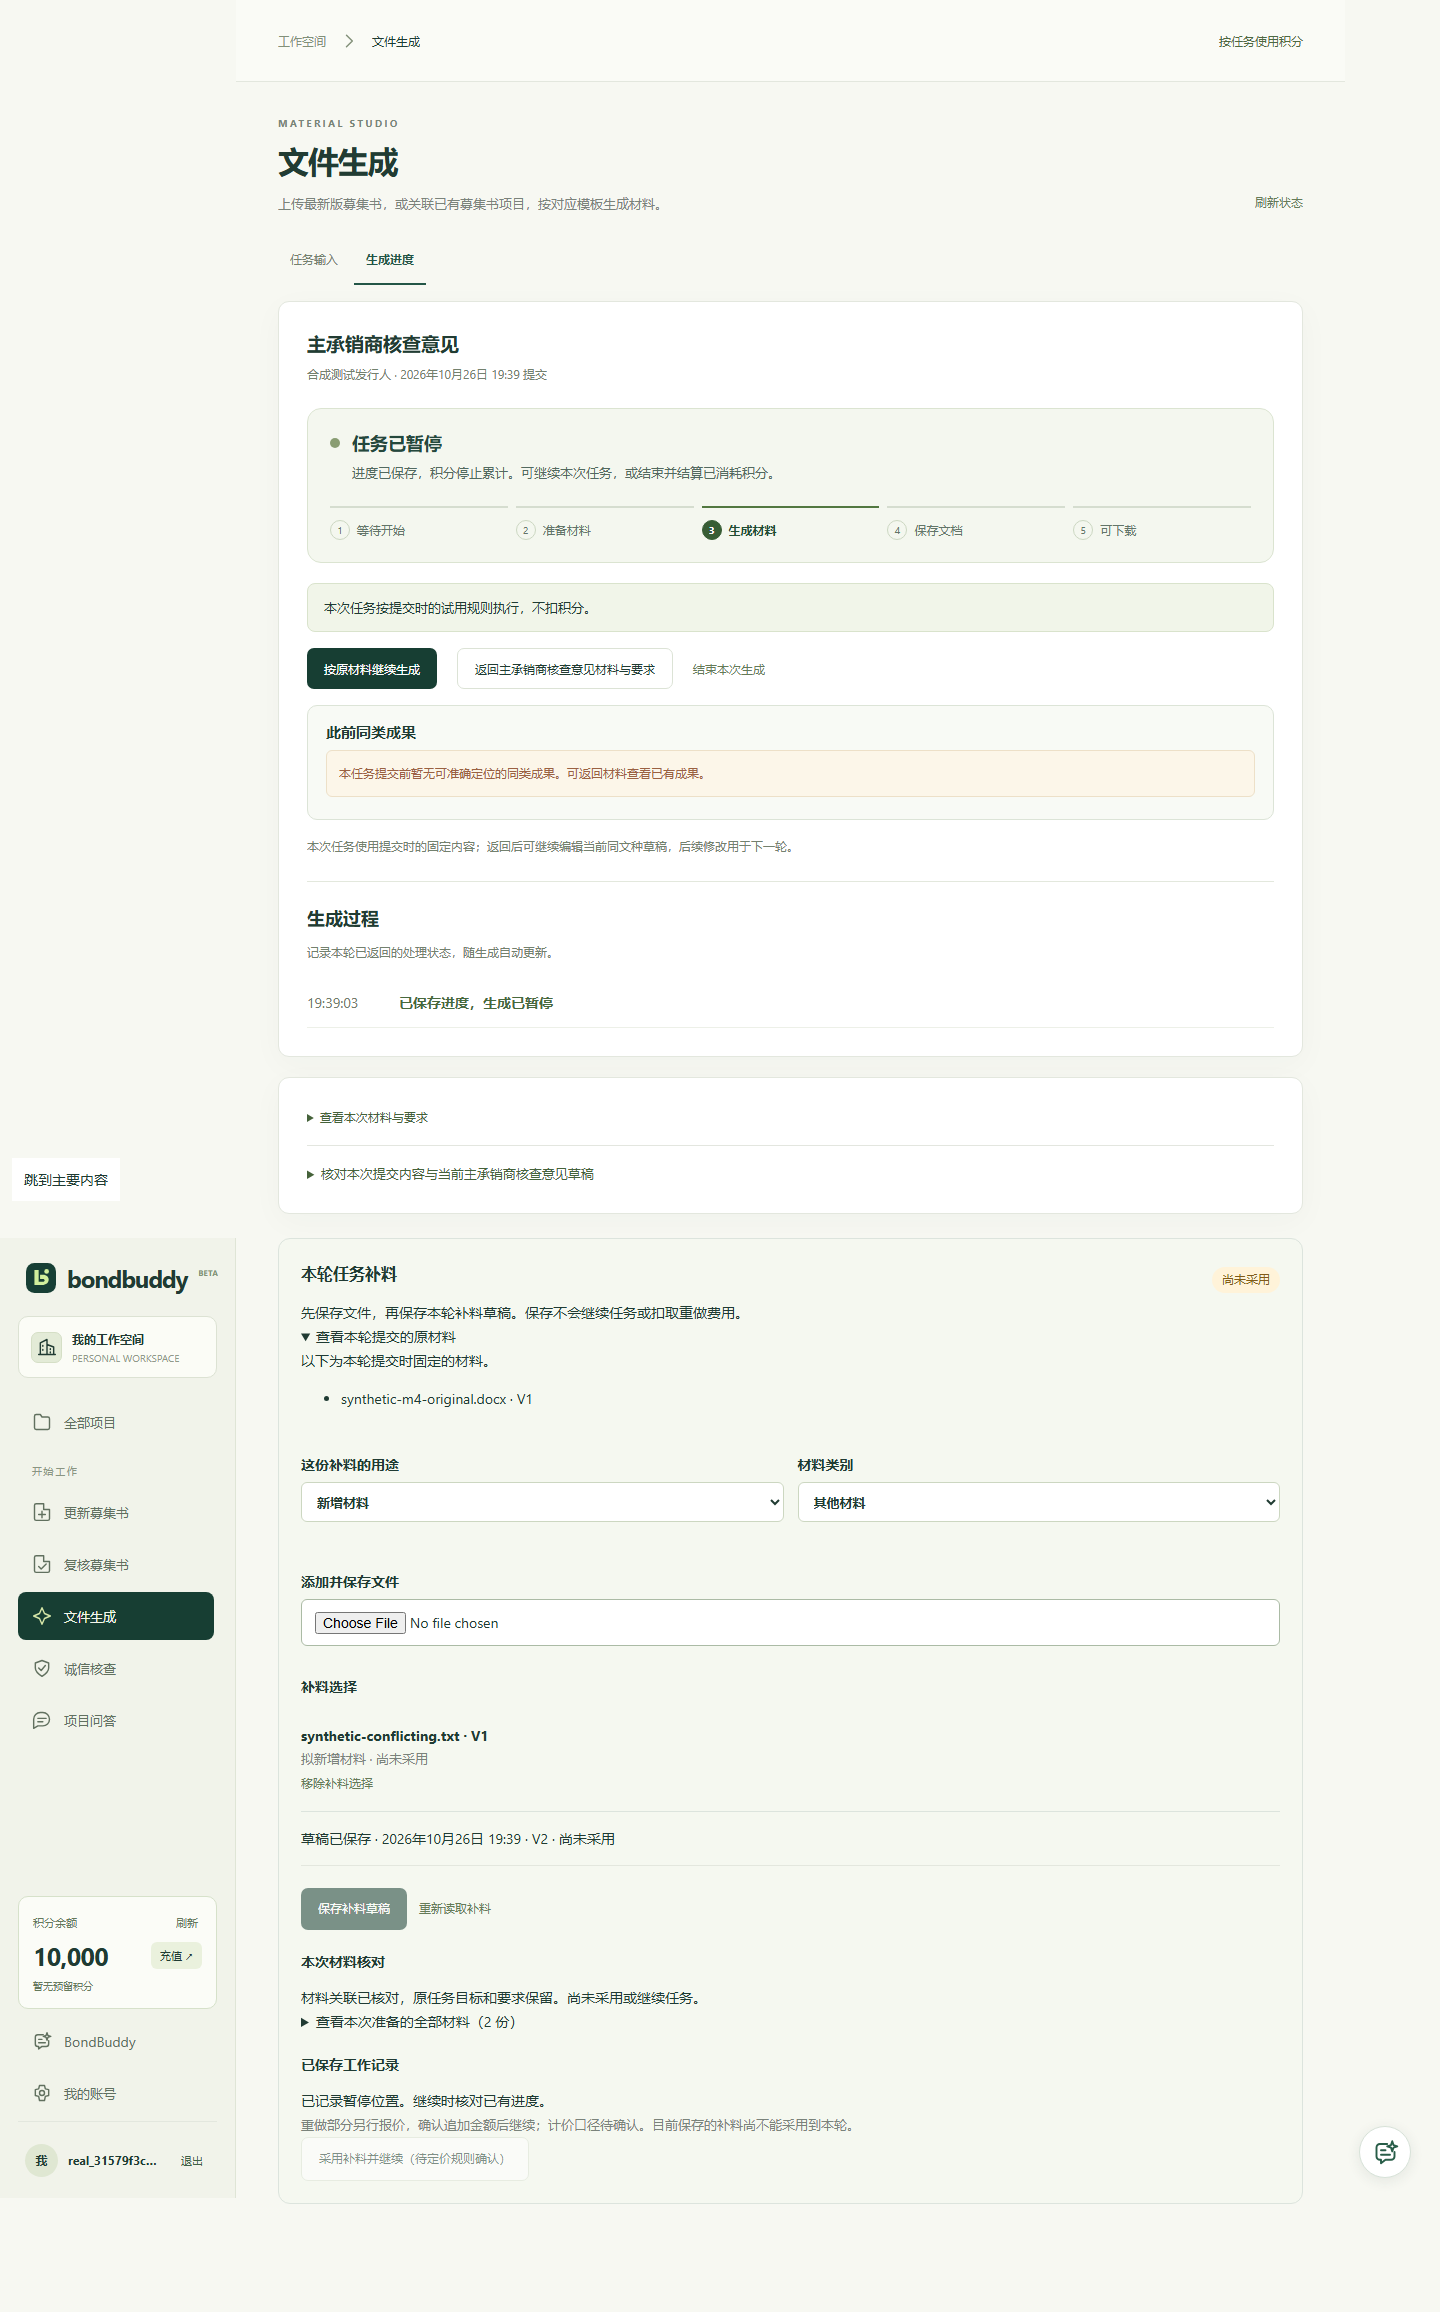 工作空间 > 文件生成
按任务使用积分
MATERIAL STUDIO
文件生成
上传最新版募集书，或关联已有募集书项目，按对应模板生成材料。
刷新状态
任务输入 生成进度
主承销商核查意见
合成测试发行人 · 2026年10月26日 19:39 提交
任务已暂停
进度已保存，积分停止累计。可继续本次任务，或结束并结算已消耗积分。
1 等待开始 2 准备材料 3 生成材料 4 保存文档 5 可下载
本次任务按提交时的试用规则执行，不扣积分。
按原材料继续生成 返回主承销商核查意见材料与要求 结束本次生成
此前同类成果
本任务提交前暂无可准确定位的同类成果。可返回材料查看已有成果。
本次任务使用提交时的固定内容；返回后可继续编辑当前同文种草稿，后续修改用于下一轮。
生成过程
记录本轮已返回的处理状态，随生成自动更新。
19:39:03 已保存进度，生成已暂停
查看本次材料与要求
核对本次提交内容与当前主承销商核查意见草稿
跳到主要内容
bondbuddy BETA
我的工作空间
PERSONAL WORKSPACE
全部项目
开始工作
更新募集书
复核募集书
文件生成
诚信核查
项目问答
积分余额 刷新
10,000 充值 ↗
暂无预留积分
BondBuddy
我的账号
我 real_31579f3c... 退出
本轮任务补料
尚未采用
先保存文件，再保存本轮补料草稿。保存不会继续任务或扣取重做费用。
查看本轮提交的原材料
以下为本轮提交时固定的材料。
• synthetic-m4-original.docx · V1
这份补料的用途 材料类别
新增材料 其他材料
添加并保存文件
Choose File No file chosen
补料选择
synthetic-conflicting.txt · V1
拟新增材料 · 尚未采用
移除补料选择
草稿已保存 · 2026年10月26日 19:39 · V2 · 尚未采用
保存补料草稿 重新读取补料
本次材料核对
材料关联已核对，原任务目标和要求保留。尚未采用或继续任务。
查看本次准备的全部材料（2 份）
已保存工作记录
已记录暂停位置。继续时核对已有进度。
重做部分另行报价，确认追加金额后继续；计价口径待确认。目前保存的补料尚不能采用到本轮。
采用补料并继续（待定价规则确认）